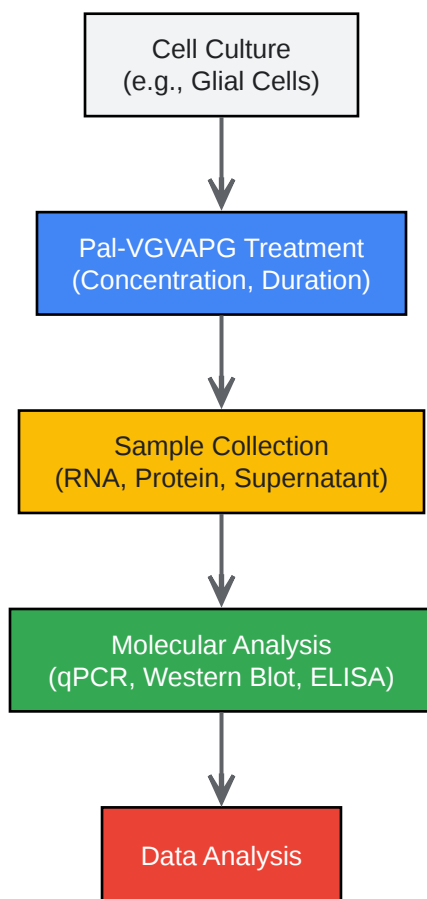 Cell Culture
(e.g., Glial Cells)
Pal-VGVAPG Treatment
(Concentration, Duration)
Sample Collection
(RNA, Protein, Supernatant)
Molecular Analysis
(qPCR, Western Blot, ELISA)
Data Analysis